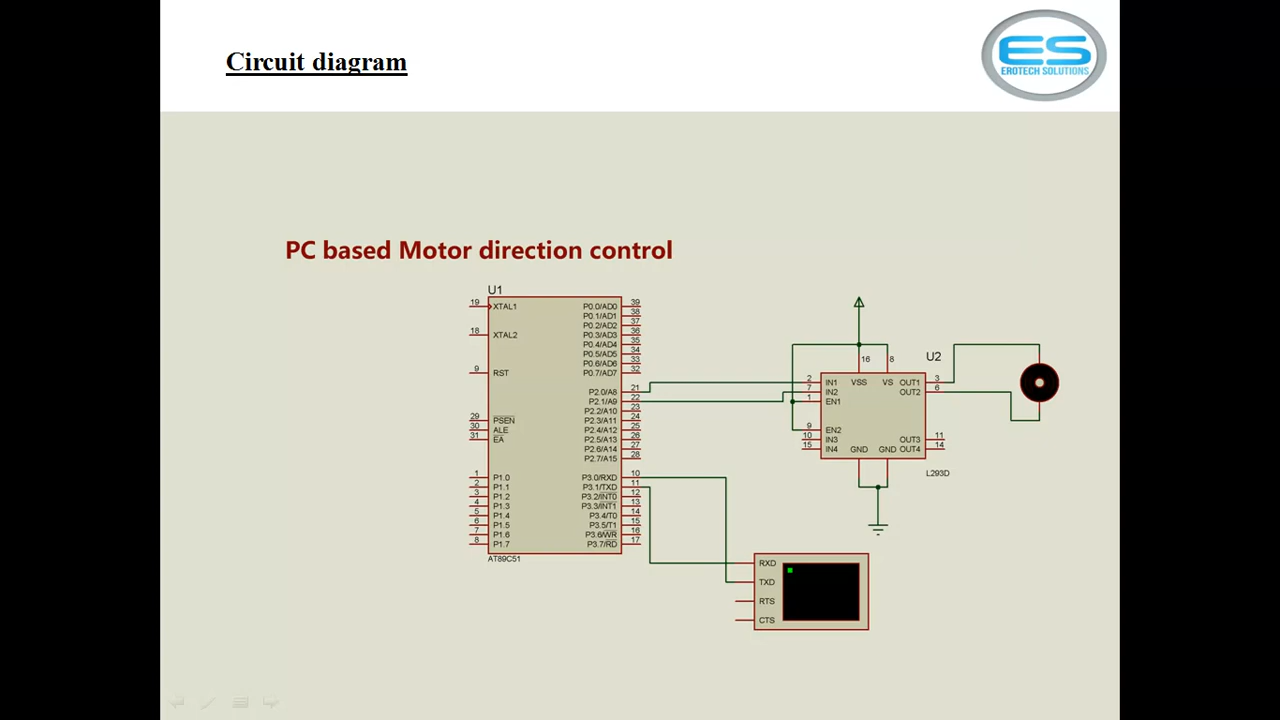 Circuit diagram
ES
EROTECH SOLUTIONS
PC based Motor direction control
U1
19 XTAL1
18 XTAL2
9 RST
29 PSEN
30 ALE
31 EA
1 P1.0
2 P1.1
3 P1.2
4 P1.3
5 P1.4
6 P1.5
7 P1.6
8 P1.7
P0.0/AD0 39
P0.1/AD1 38
P0.2/AD2 37
P0.3/AD3 36
P0.4/AD4 35
P0.5/AD5 34
P0.6/AD6 33
P0.7/AD7 32
P2.0/A8 21
P2.1/A9 22
P2.2/A10 23
P2.3/A11 24
P2.4/A12 25
P2.5/A13 26
P2.6/A14 27
P2.7/A15 28
P3.0/RXD 10
P3.1/TXD 11
P3.2/INT0 12
P3.3/INT1 13
P3.4/T0 14
P3.5/T1 15
P3.6/WR 16
P3.7/RD 17
AT89C51
U2
16 8
2 IN1 VSS VS OUT1 3
7 IN2 OUT2 6
1 EN1
9 EN2
10 IN3 OUT3 11
15 IN4 GND GND OUT4 14
L293D
RXD
TXD
RTS
CTS